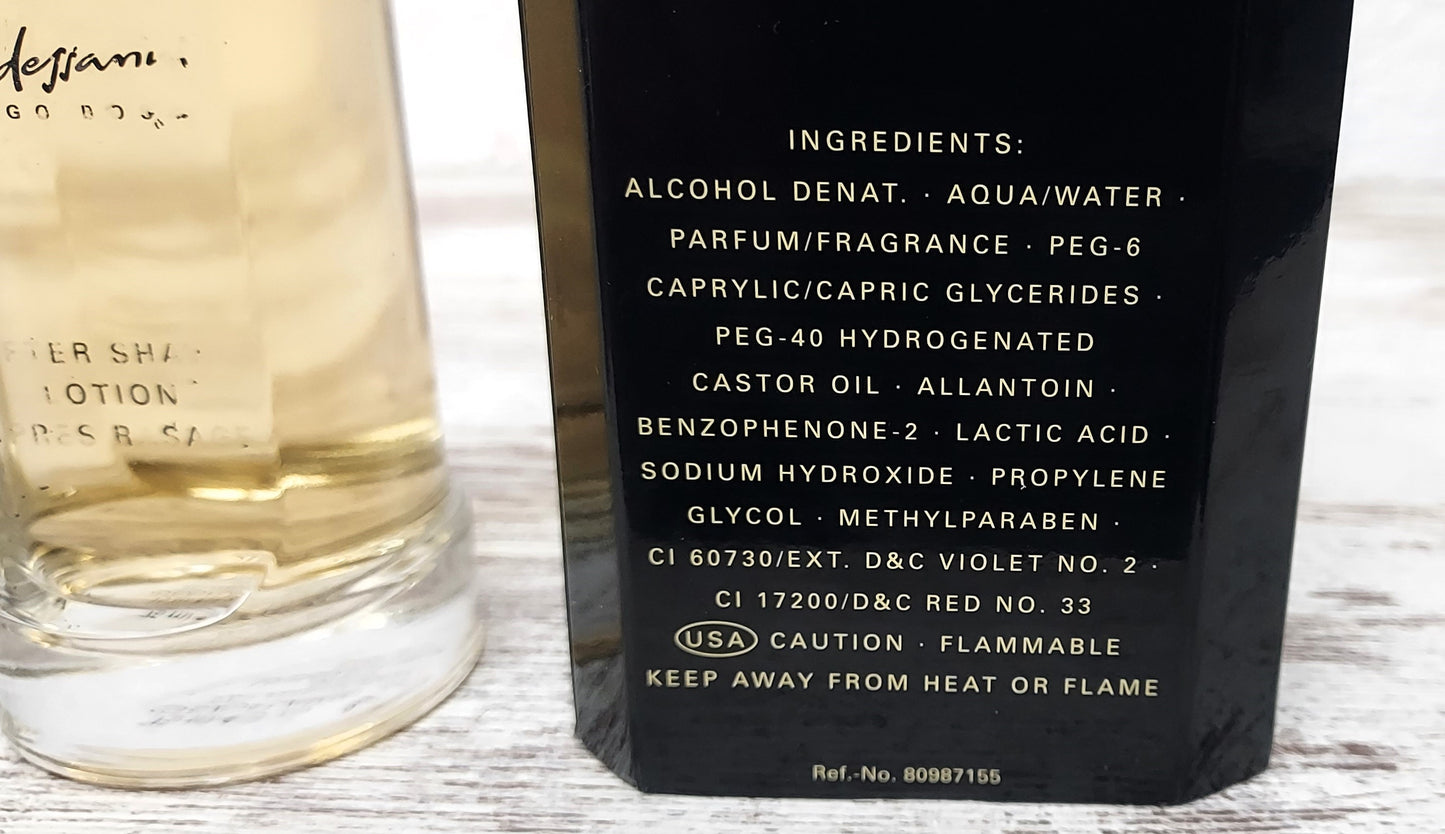 dessarini
INGREDIENTS:
ALCOHOL DENAT. · AQUA/WATER ·
PARFUM/FRAGRANCE · PEG-6
CAPRYLIC/CAPRIC GLYCERIDES ·
PEG-40 HYDROGENATED
CASTOR OIL · ALLANTOIN ·
BENZOPHENONE-2 · LACTIC ACID ·
SODIUM HYDROXIDE · PROPYLENE
GLYCOL · METHYLPARABEN ·
CI 60730/EXT. D&C VIOLET NO. 2 ·
CI 17200/D&C RED NO. 33
USA CAUTION · FLAMMABLE
KEEP AWAY FROM HEAT OR FLAME
Ref.-No. 80987155
LOTION